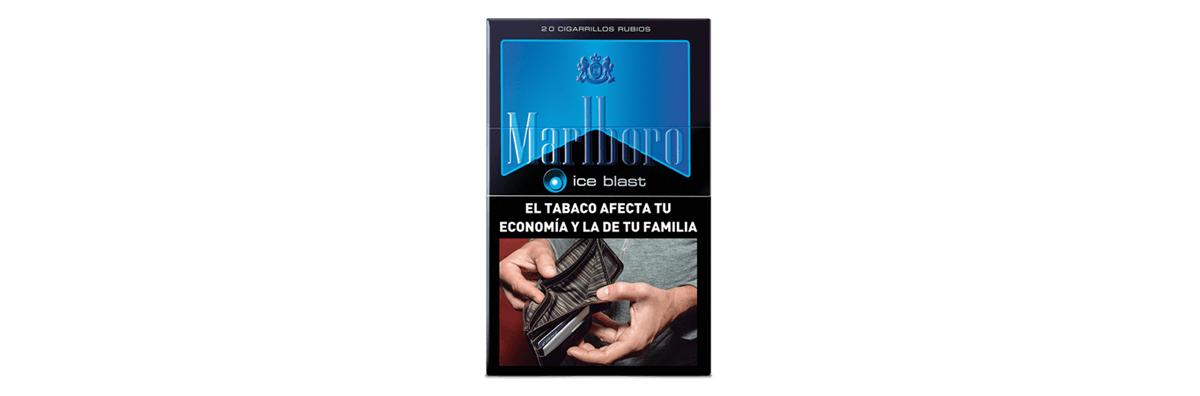 20 CIGARRILLOS RUBIOS
Marlboro
ice blast
EL TABACO AFECTA TU
ECONOMÍA Y LA DE TU FAMILIA